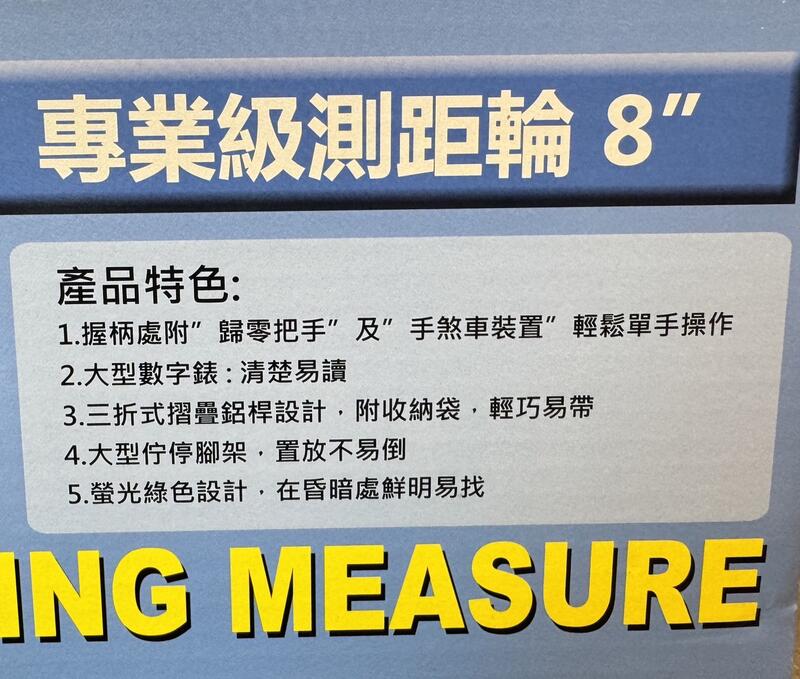 專業級測距輪 8”
產品特色:
1.握柄處附”歸零把手”及”手煞車裝置”輕鬆單手操作
2.大型數字錶:清楚易讀
3.三折式摺疊鋁桿設計，附收納袋，輕巧易帶
4.大型佇停腳架，置放不易倒
5.螢光綠色設計，在昏暗處鮮明易找
ING MEASURE